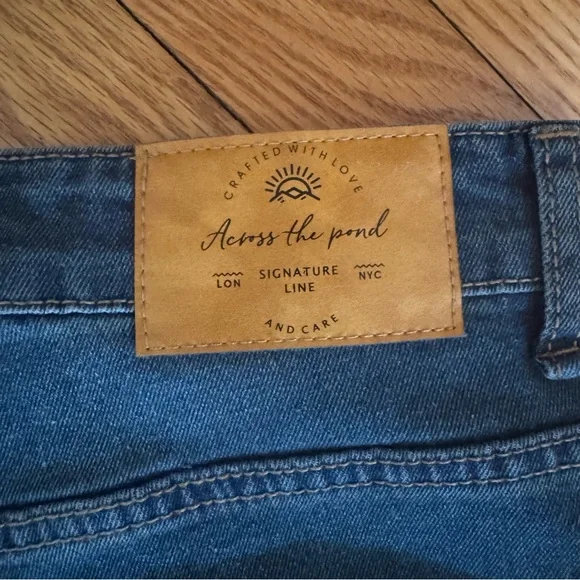 CRAFTED WITH LOVE
Across the pond
LON SIGNATURE LINE NYC
AND CARE